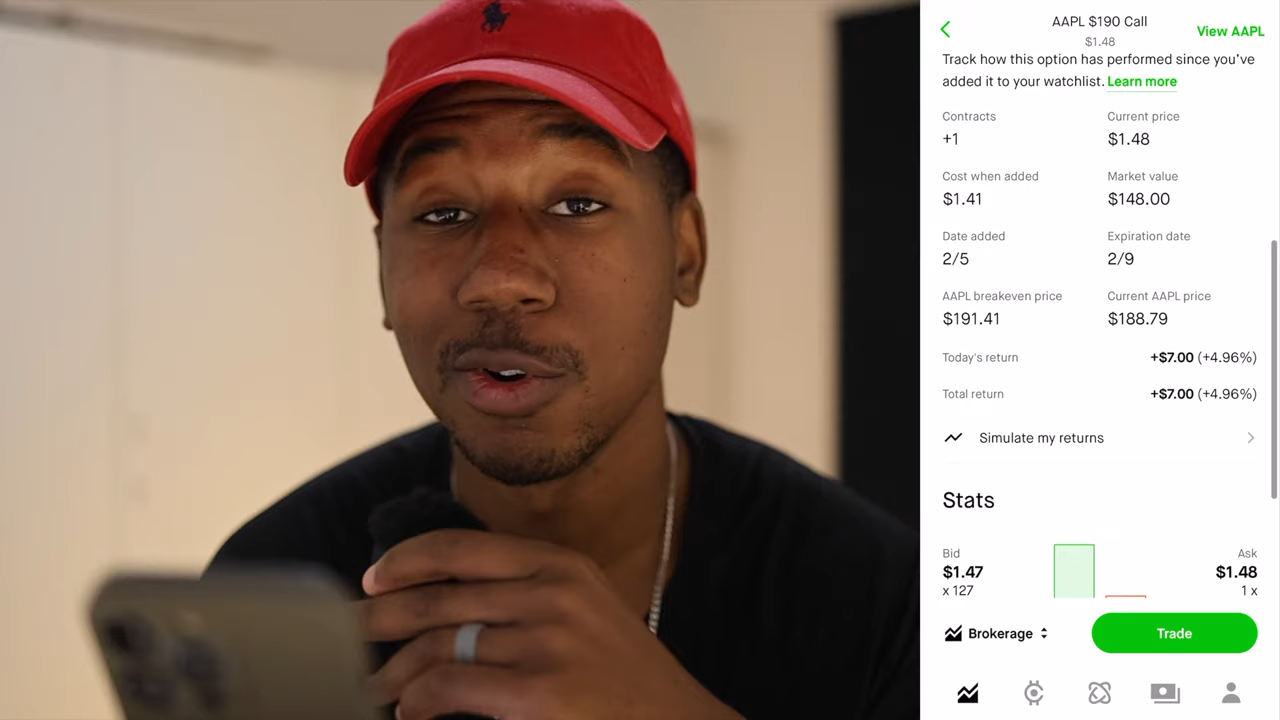 AAPL $190 Call
$1.48
View AAPL
Track how this option has performed since you've
added it to your watchlist. Learn more
Contracts
Current price
+1
$1.48
Cost when added
Market value
$1.41
$148.00
Date added
Expiration date
2/5
2/9
AAPL breakeven price
Current AAPL price
$191.41
$188.79
Today's return
+$7.00 (+4.96%)
Total return
+$7.00 (+4.96%)
Simulate my returns
Stats
Bid
Ask
$1.47
$1.48
x 127
1 x
Brokerage
Trade